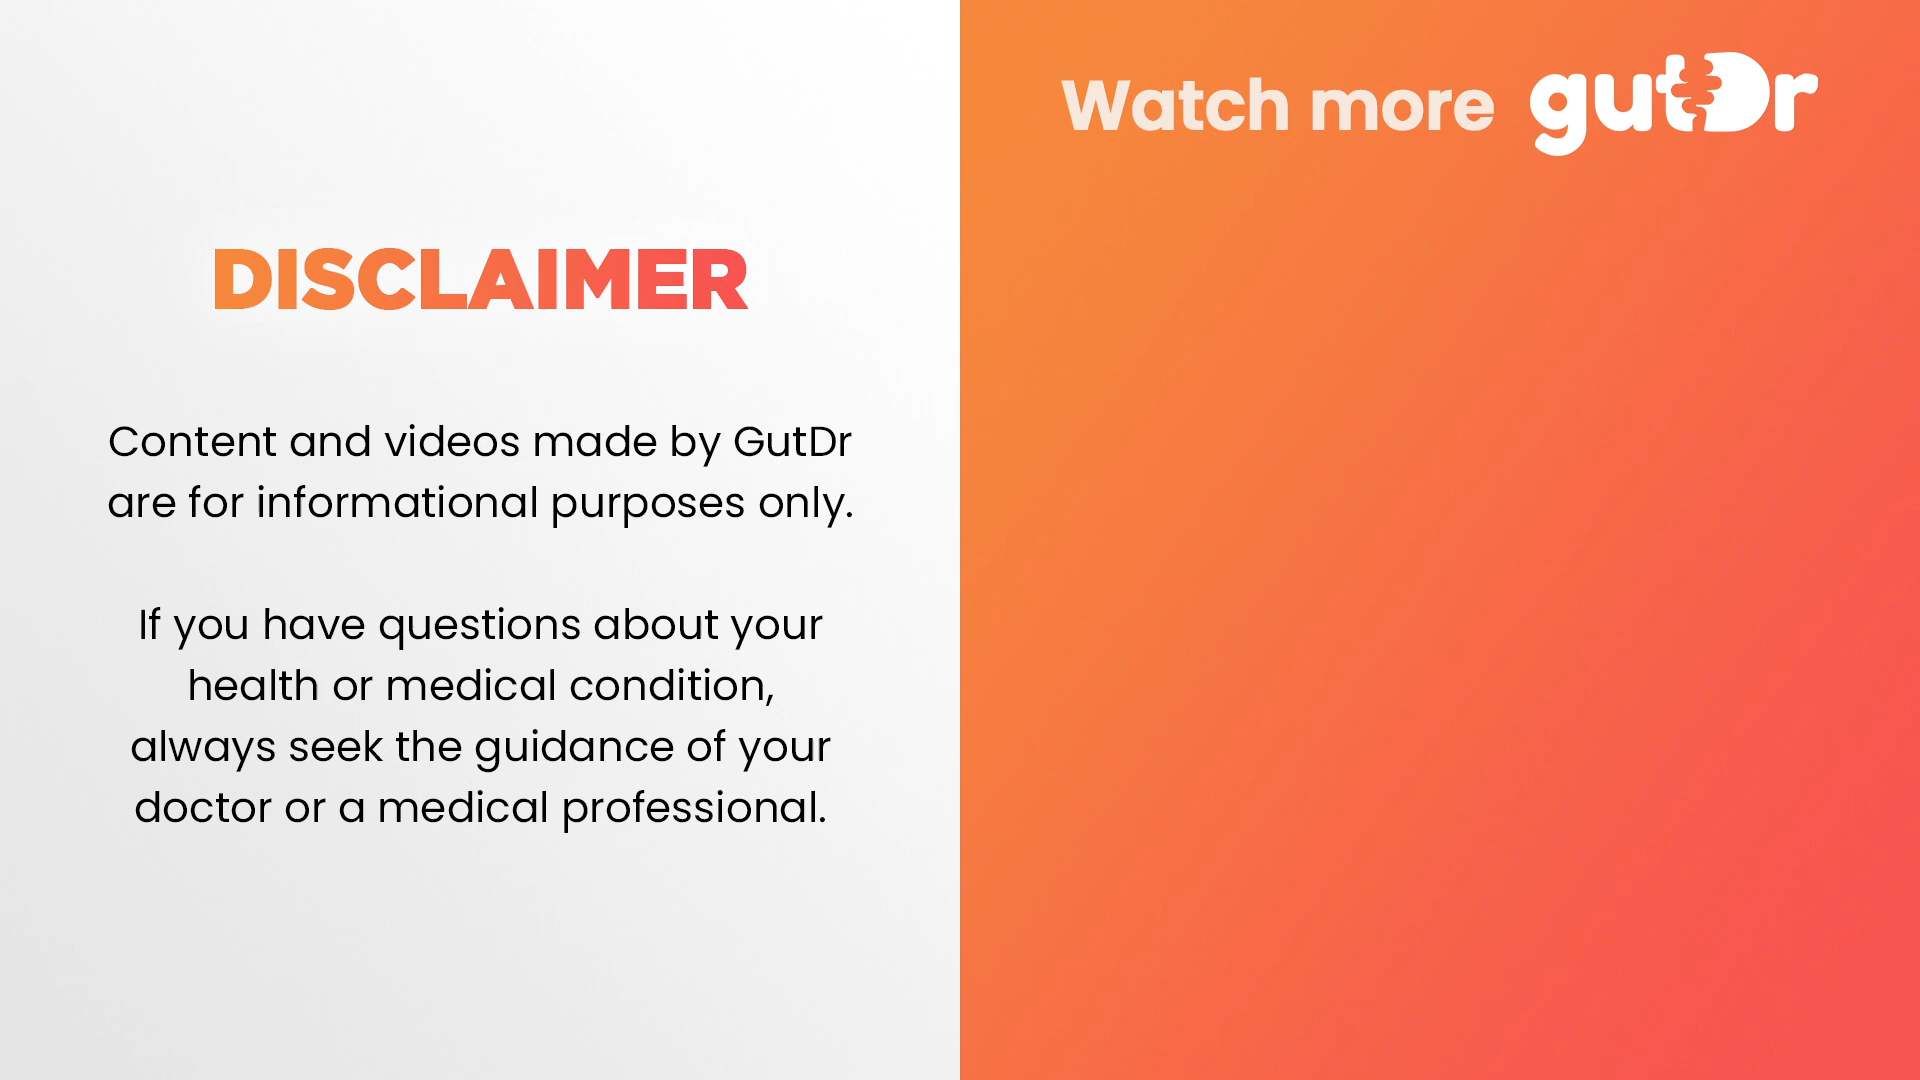 DISCLAIMER
Content and videos made by GutDr
are for informational purposes only.
If you have questions about your
health or medical condition,
always seek the guidance of your
doctor or a medical professional.
Watch more gutDr